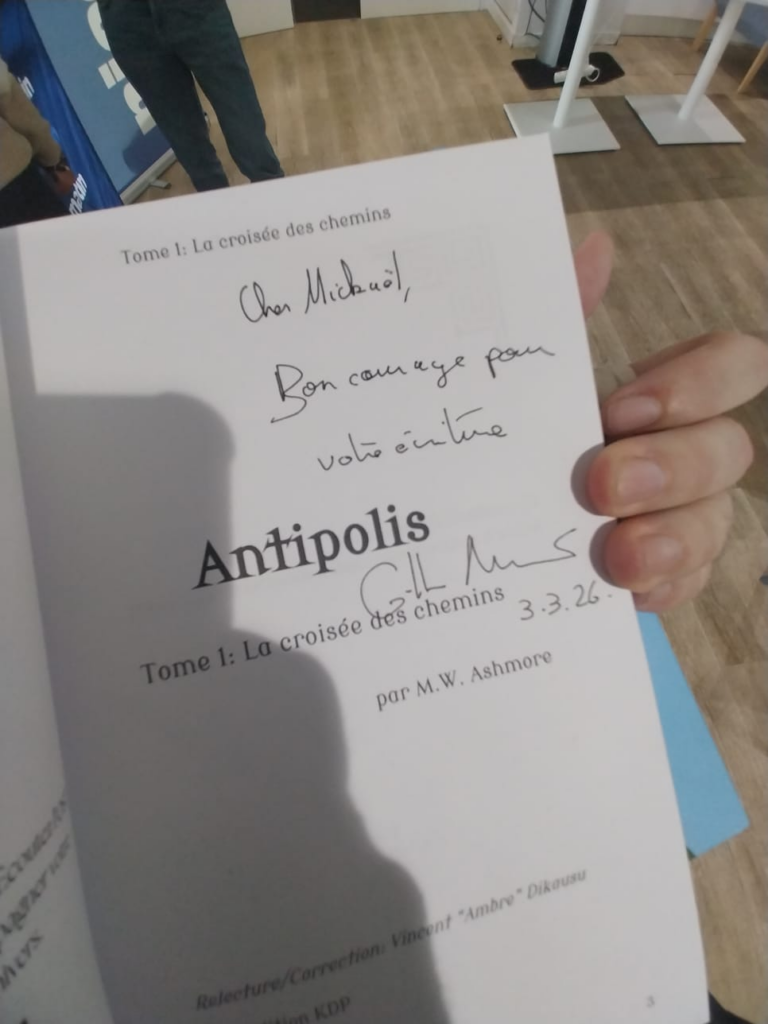 Tome 1: La croisée des chemins
Cher Mickaël,
Bon courage pour
votre écriture
Antipolis
Tome 1: La croisée des chemins
3.3.26.
par M.W. Ashmore
Relecture/Correction: Vincent "Ambre" Dikausu
KDP
3